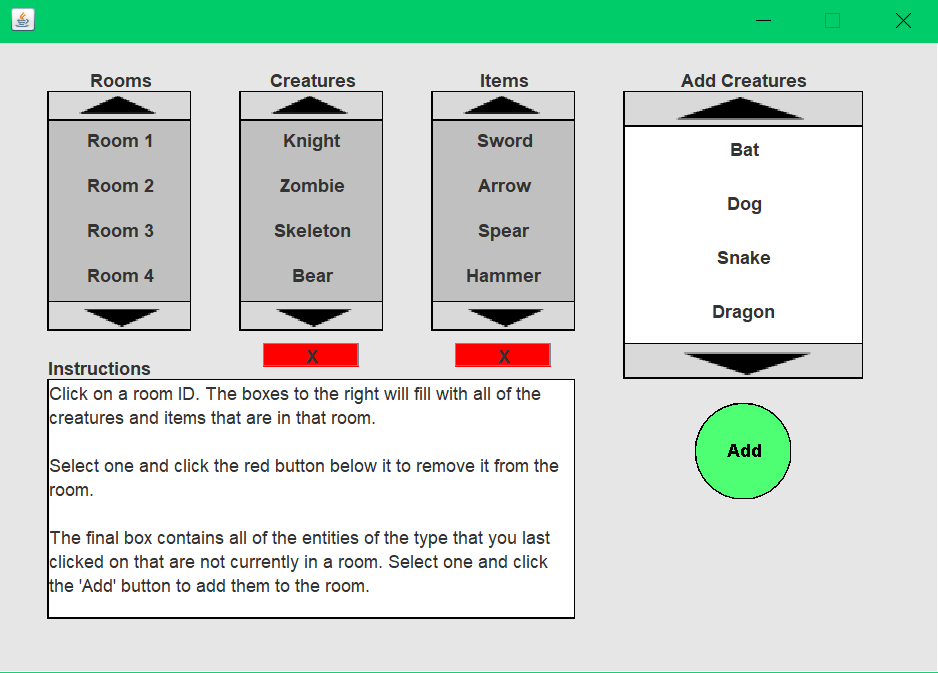 Rooms
Creatures
Items
Add Creatures
Room 1
Room 2
Room 3
Room 4
Knight
Zombie
Skeleton
Bear
Sword
Arrow
Spear
Hammer
Bat
Dog
Snake
Dragon
X
X
Instructions
Click on a room ID. The boxes to the right will fill with all of the
creatures and items that are in that room.
Select one and click the red button below it to remove it from the
room.
The final box contains all of the entities of the type that you last
clicked on that are not currently in a room. Select one and click
the 'Add' button to add them to the room.
Add